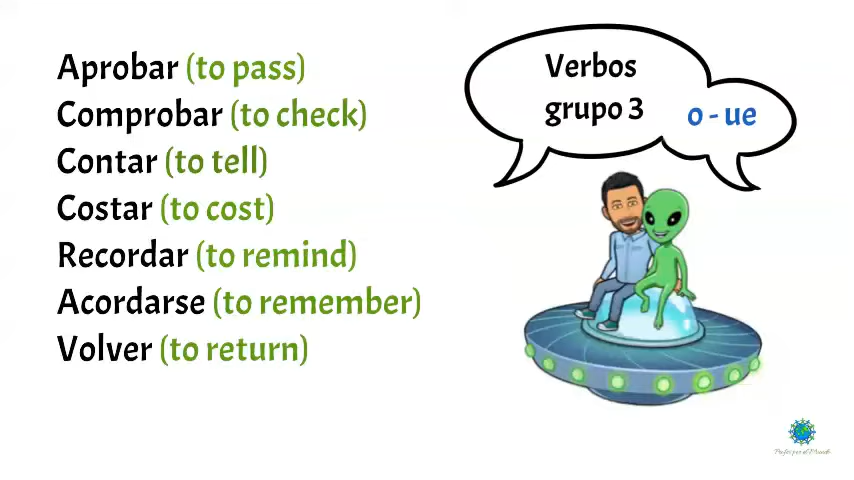 Aprobar (to pass)
Comprobar (to check)
Contar (to tell)
Costar (to cost)
Recordar (to remind)
Acordarse (to remember)
Volver (to return)
Verbos
grupo 3
o - ue